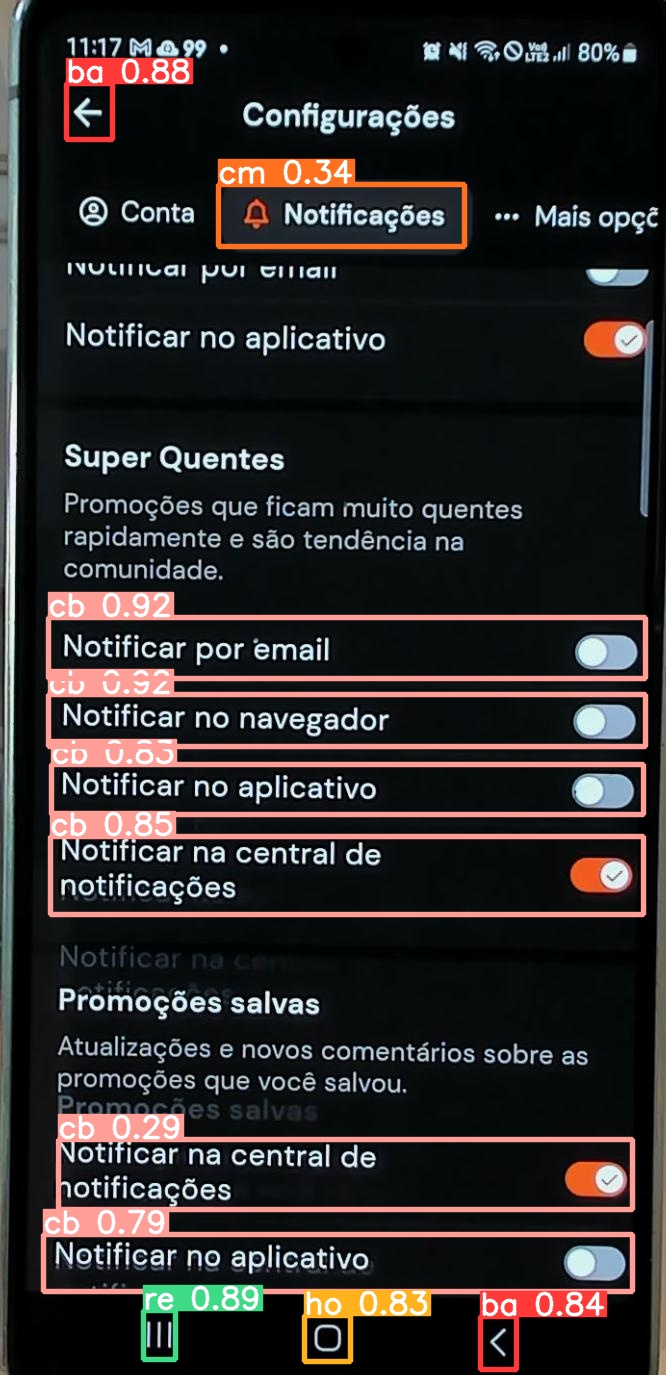 11:17 99
Vo)) LTE2 80%
ba 0.88
Configurações
cm 0.34
Conta Notificações ... Mais opçõ
Notificar por email
Notificar no aplicativo
Super Quentes
Promoções que ficam muito quentes
rapidamente e são tendência na
comunidade.
cb 0.92
Notificar por email
cb 0.92
Notificar no navegador
cb 0.83
Notificar no aplicativo
cb 0.85
Notificar na central de
notificações
Notificar na cen
Promoções salvas
Atualizações e novos comentários sobre as
promoções que você salvou.
Promoções salvas
cb 0.29
Notificar na central de
notificações
cb 0.79
Notificar no aplicativo
re 0.89 ho 0.83 ba 0.84